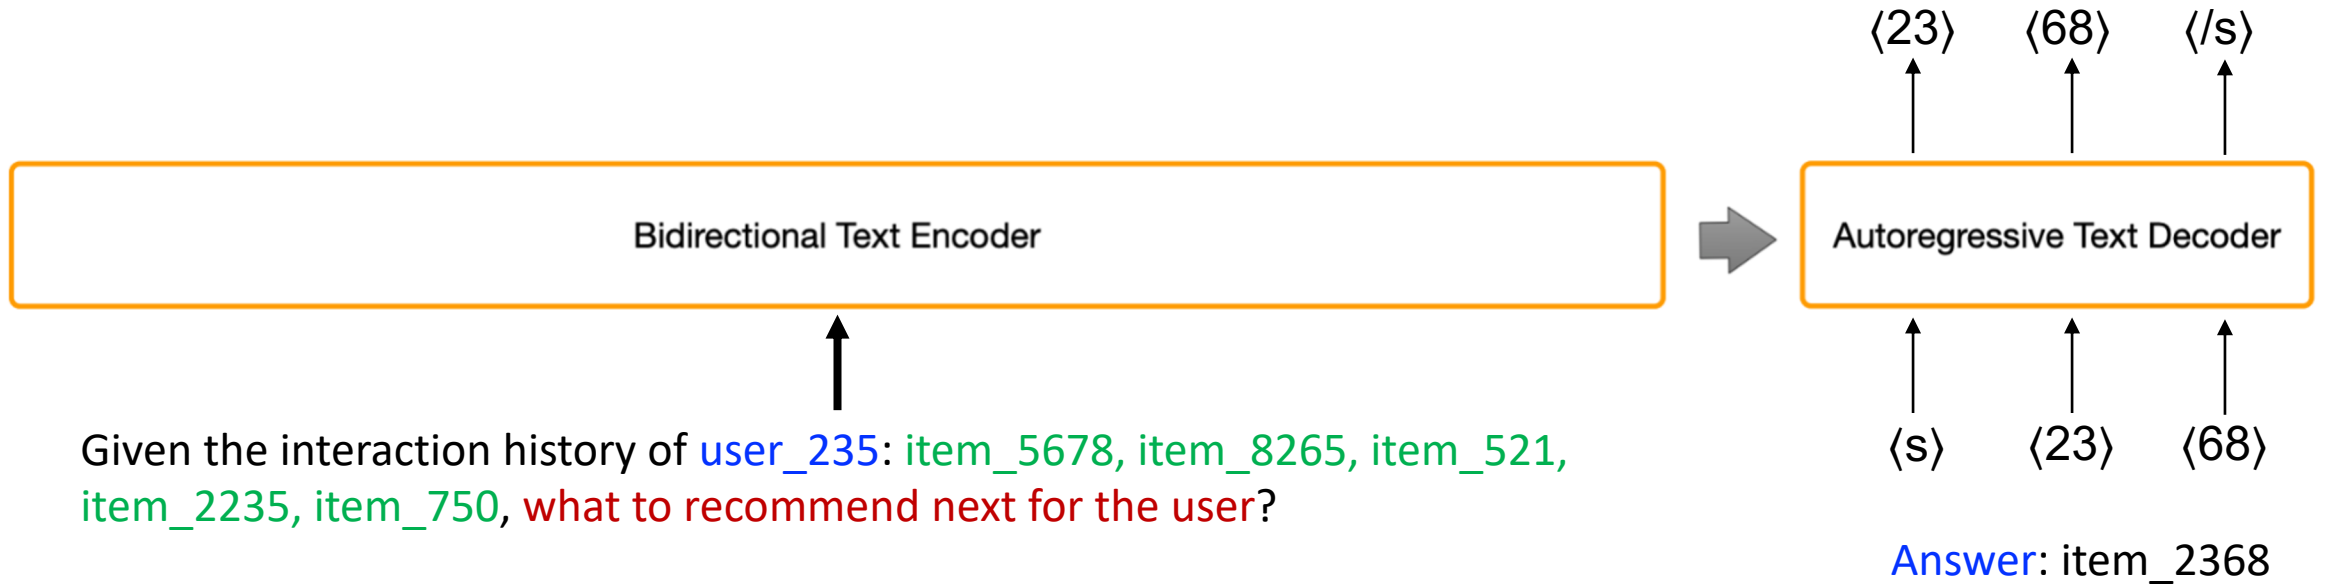 ⟨23⟩ ⟨68⟩ ⟨/s⟩
Bidirectional Text Encoder
Autoregressive Text Decoder
Given the interaction history of user_235: item_5678, item_8265, item_521,
item_2235, item_750, what to recommend next for the user?
⟨s⟩ ⟨23⟩ ⟨68⟩
Answer: item_2368